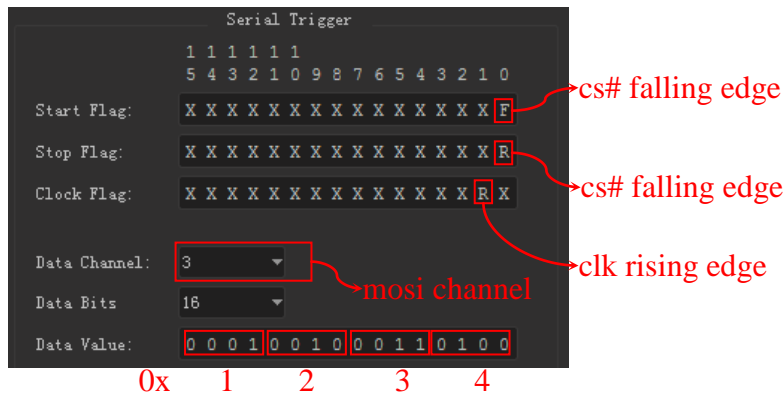 Serial Trigger
1 1 1 1 1 1
5 4 3 2 1 0 9 8 7 6 5 4 3 2 1 0
Start Flag: X X X X X X X X X X X X X X X F
cs# falling edge
Stop Flag: X X X X X X X X X X X X X X X R
cs# falling edge
Clock Flag: X X X X X X X X X X X X X X R X
clk rising edge
Data Channel: 3
mosi channel
Data Bits 16
Data Value: 0 0 0 1 0 0 1 0 0 0 1 1 0 1 0 0
0x 1 2 3 4